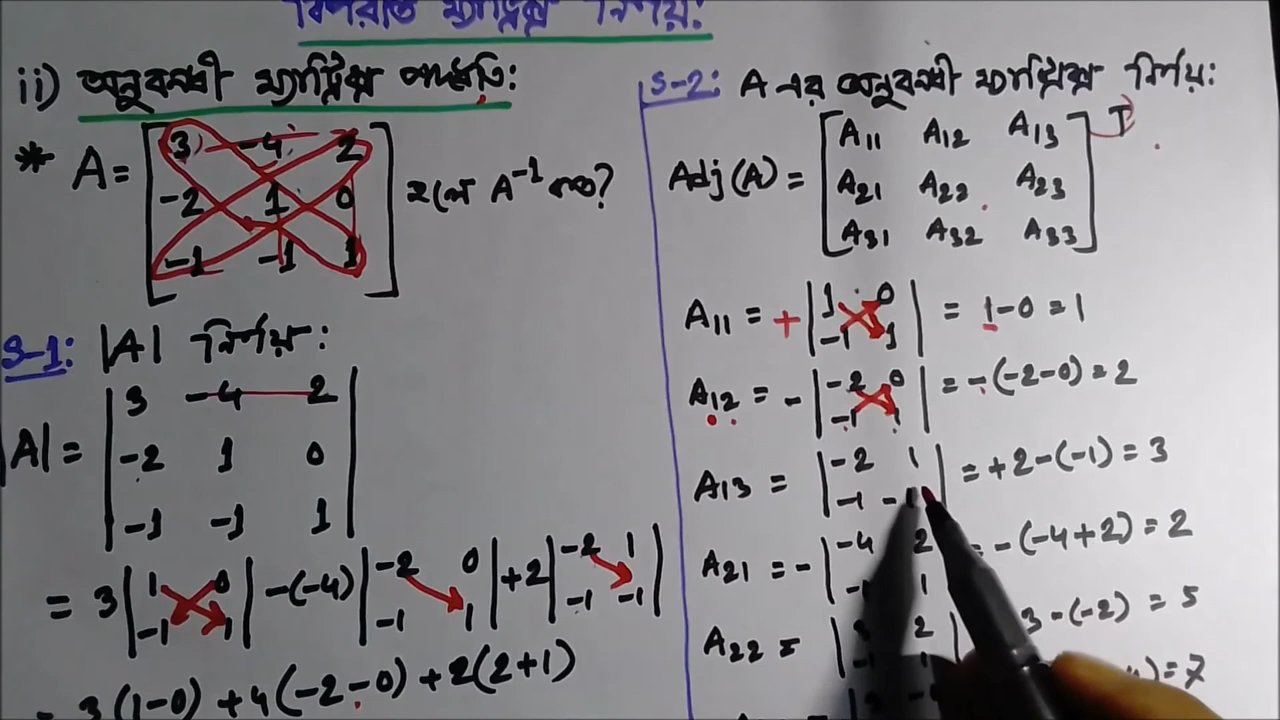 বিপরীত ম্যাট্রিক্স নির্ণয়:
ii) অনুবন্ধী ম্যাট্রিক্স পদ্ধতি:
* A = [3 -4 2
-2 1 0
-1 -1 1] হলে A⁻¹ কত?
S-1: |A| নির্ণয়:
|A| = |3 -4 2
-2 1 0
-1 -1 1|
= 3 |1 0
-1 1| -(-4) |-2 0
-1 1| +2 |-2 1
-1 -1|
= 3(1-0) + 4(-2-0) + 2(2+1)
S-2: A এর অনুবন্ধী ম্যাট্রিক্স নির্ণয়:
Adj(A) = [A₁₁ A₁₂ A₁₃
A₂₁ A₂₂ A₂₃
A₃₁ A₃₂ A₃₃]ᵀ
A₁₁ = + |1 0
-1 1| = 1-0 = 1
A₁₂ = - |-2 0
-1 1| = -(-2-0) = 2
A₁₃ = |-2 1
-1 -1| = +2-(-1) = 3
A₂₁ = - |-4 2
-1 1| = -(-4+2) = 2
A₂₂ = | 2
-1 1| 3-(-2) = 5
) = 7